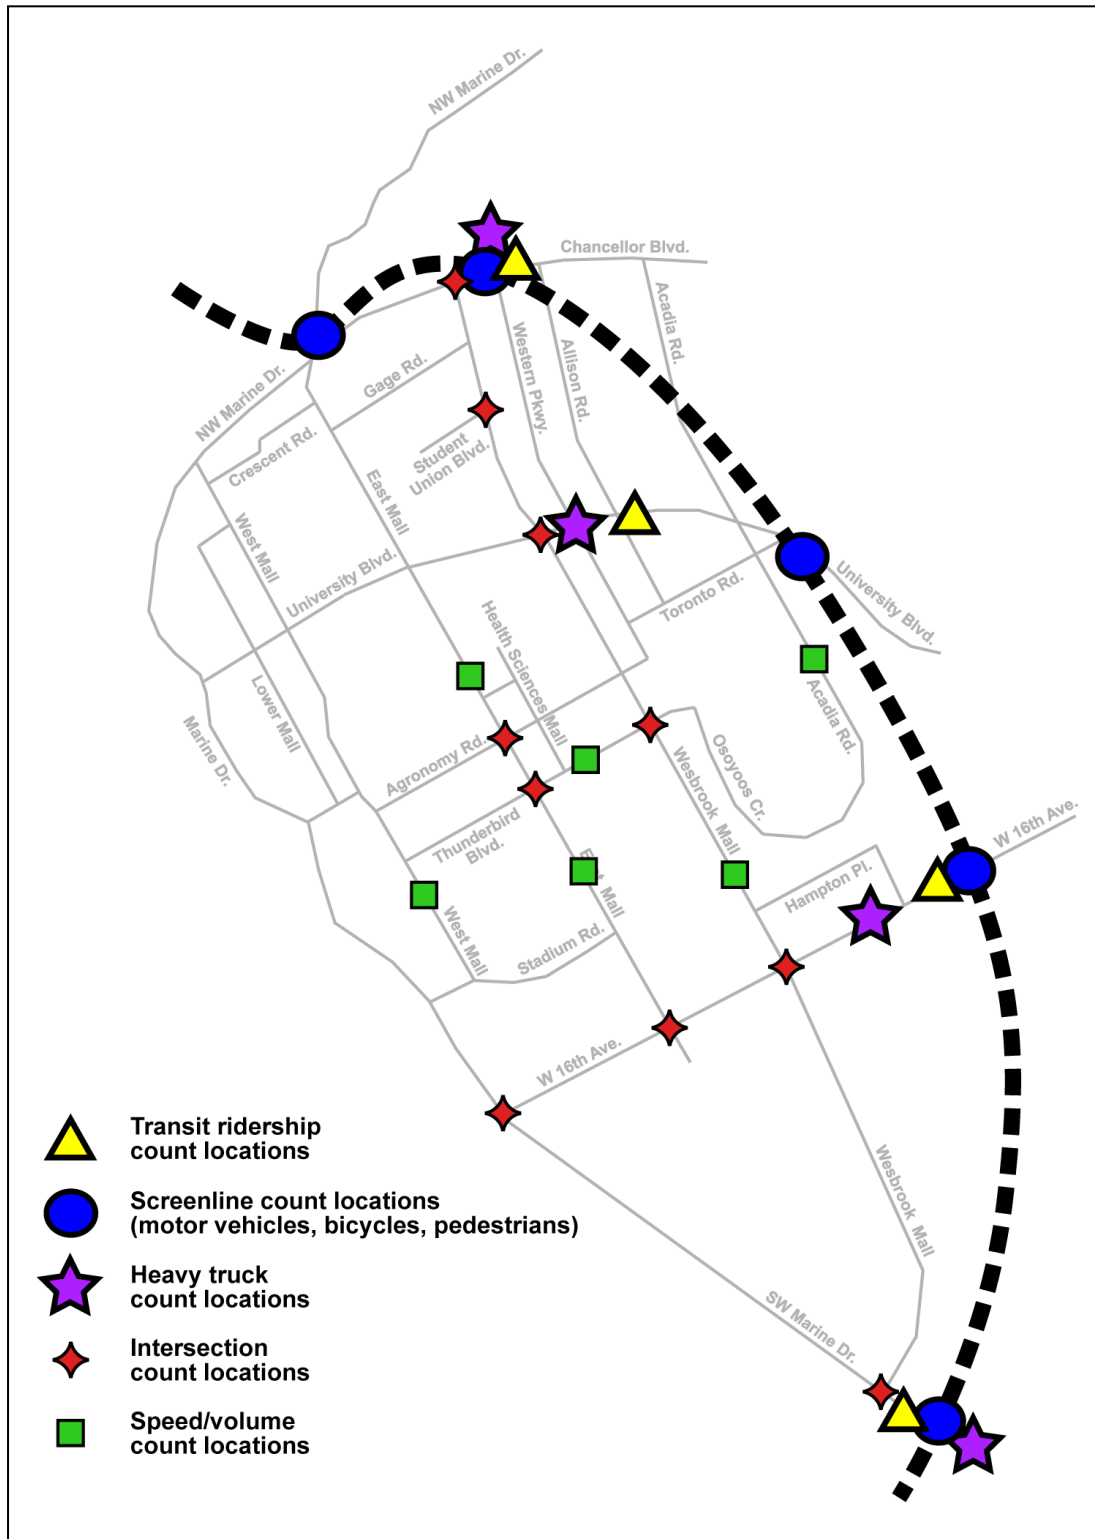 NW Marine Dr.
Chancellor Blvd.
Acadia Rd.
Western Pkwy.
Allison Rd.
Gage Rd.
NW Marine Dr.
Crescent Rd.
Student
Union Blvd.
East Mall
West Mall
University Blvd.
University Blvd.
Toronto Rd.
Health Sciences Mall
Lower Mall
Marine Dr.
Acadia Rd.
Agronomy Rd.
Osoyoos Cr.
Wesbrook Mall
Thunderbird
Blvd.
East Mall
W 16th Ave.
Hampton Pl.
West Mall
Stadium Rd.
W 16th Ave.
Wesbrook Mall
SW Marine Dr.
Transit ridership
count locations
Screenline count locations
(motor vehicles, bicycles, pedestrians)
Heavy truck
count locations
Intersection
count locations
Speed/volume
count locations